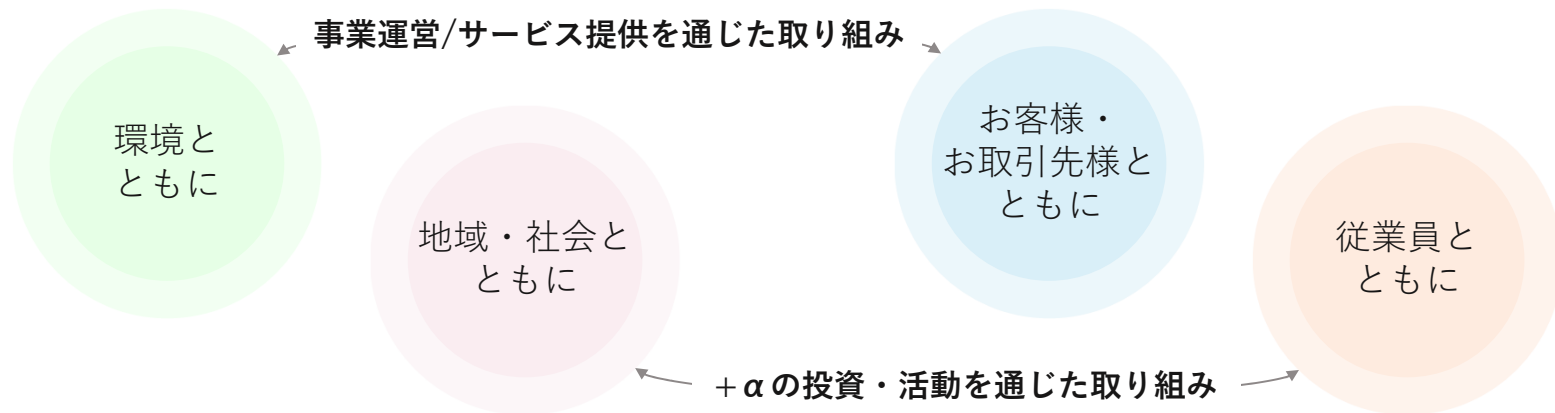 事業運営/サービス提供を通じた取り組み
環境と
ともに
地域・社会と
ともに
お客様・
お取引先様と
ともに
従業員と
ともに
+αの投資・活動を通じた取り組み